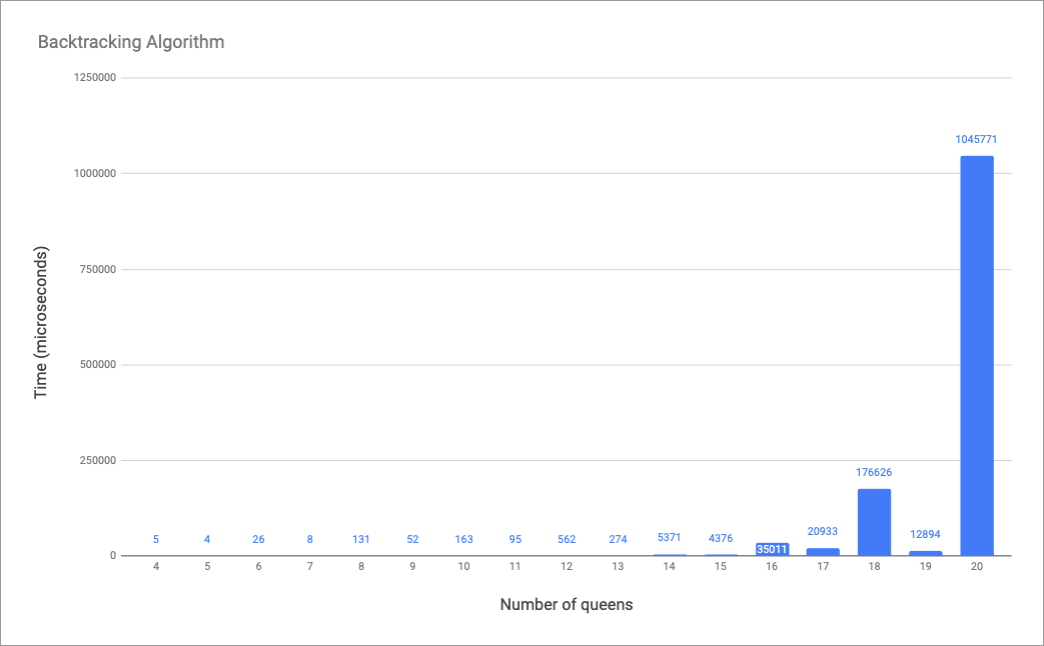 Backtracking Algorithm
1250000
1045771
1000000
Time (microseconds)
750000
500000
250000
176626
5 4 26 8 131 52 163 95 562 274 5371 4376 35011 20933 12894
0
4 5 6 7 8 9 10 11 12 13 14 15 16 17 18 19 20
Number of queens